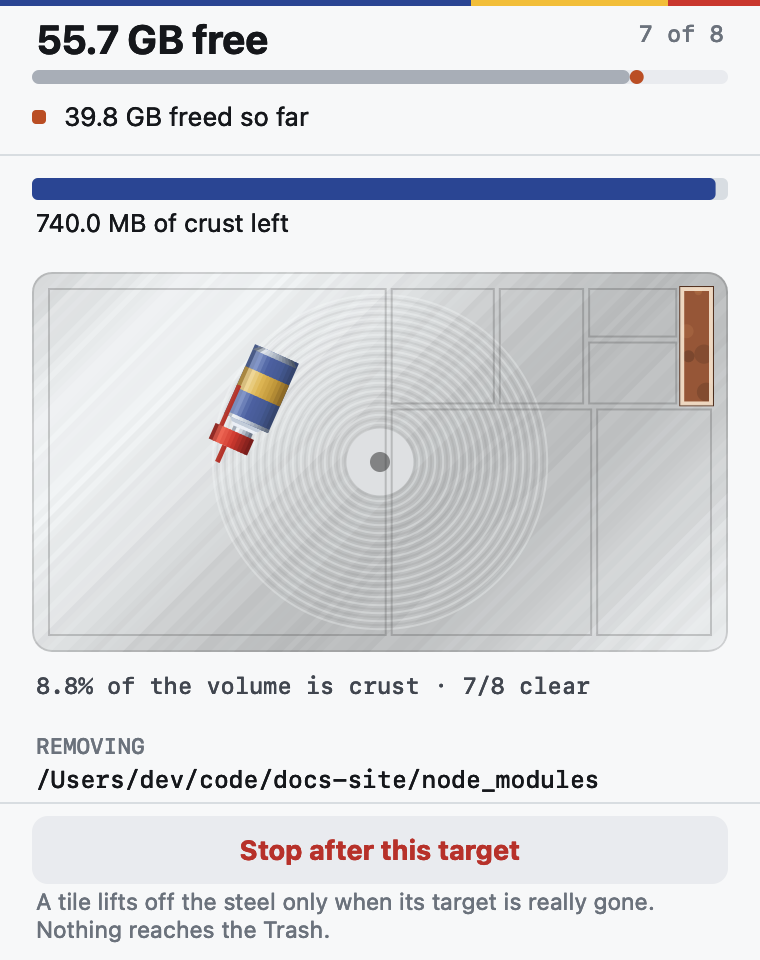 55.7 GB free
7 of 8
39.8 GB freed so far
740.0 MB of crust left
8.8% of the volume is crust · 7/8 clear
REMOVING
/Users/dev/code/docs-site/node_modules
Stop after this target
A tile lifts off the steel only when its target is really gone.
Nothing reaches the Trash.